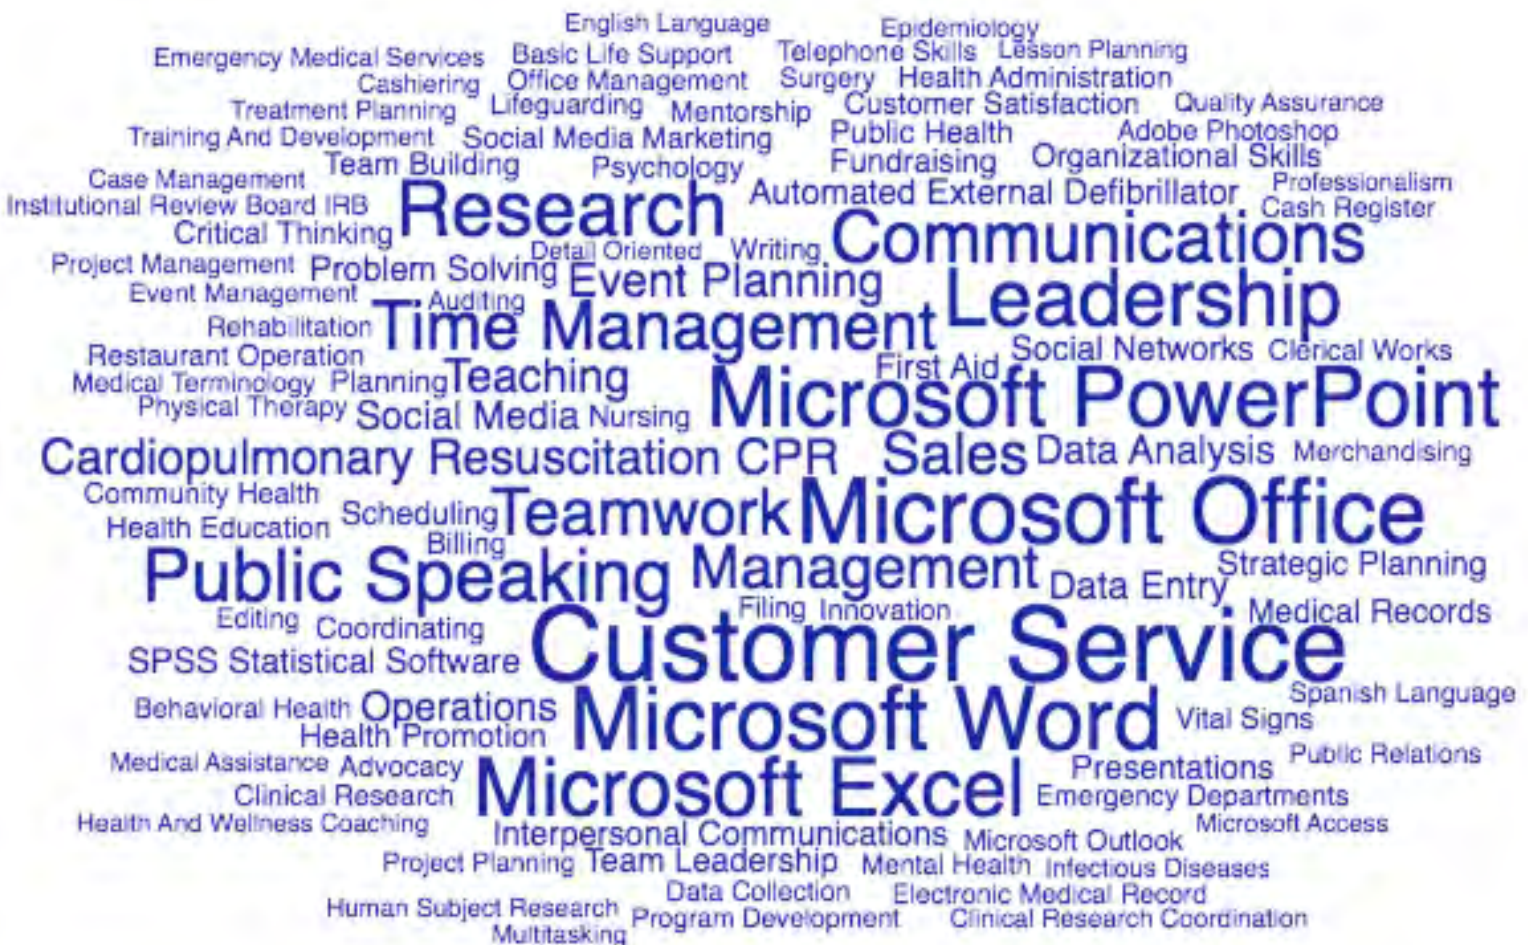 English Language Epidemiology
Emergency Medical Services Basic Life Support Telephone Skills Lesson Planning
Cashiering Office Management Surgery Health Administration
Treatment Planning Lifeguarding Mentorship Customer Satisfaction Quality Assurance
Training And Development Social Media Marketing Public Health Adobe Photoshop
Team Building Psychology Fundraising Organizational Skills
Case Management Research Automated External Defibrillator Professionalism
Institutional Review Board IRB Cash Register
Critical Thinking Detail Oriented Writing Communications
Project Management Problem Solving Event Planning
Event Management Auditing Leadership
Rehabilitation Time Management
Restaurant Operation First Aid Social Networks Clerical Works
Medical Terminology Planning Teaching Microsoft PowerPoint
Physical Therapy Social Media Nursing
Cardiopulmonary Resuscitation CPR Sales Data Analysis Merchandising
Community Health Scheduling Teamwork Microsoft Office
Health Education Billing
Public Speaking Management Data Entry Strategic Planning
Editing Coordinating Filing Innovation Medical Records
SPSS Statistical Software Customer Service
Behavioral Health Operations Microsoft Word Vital Signs Spanish Language
Health Promotion
Medical Assistance Advocacy Presentations Public Relations
Clinical Research Microsoft Excel Emergency Departments
Health And Wellness Coaching Interpersonal Communications Microsoft Outlook Microsoft Access
Project Planning Team Leadership Mental Health Infectious Diseases
Data Collection Electronic Medical Record
Human Subject Research Program Development Clinical Research Coordination
Multitasking